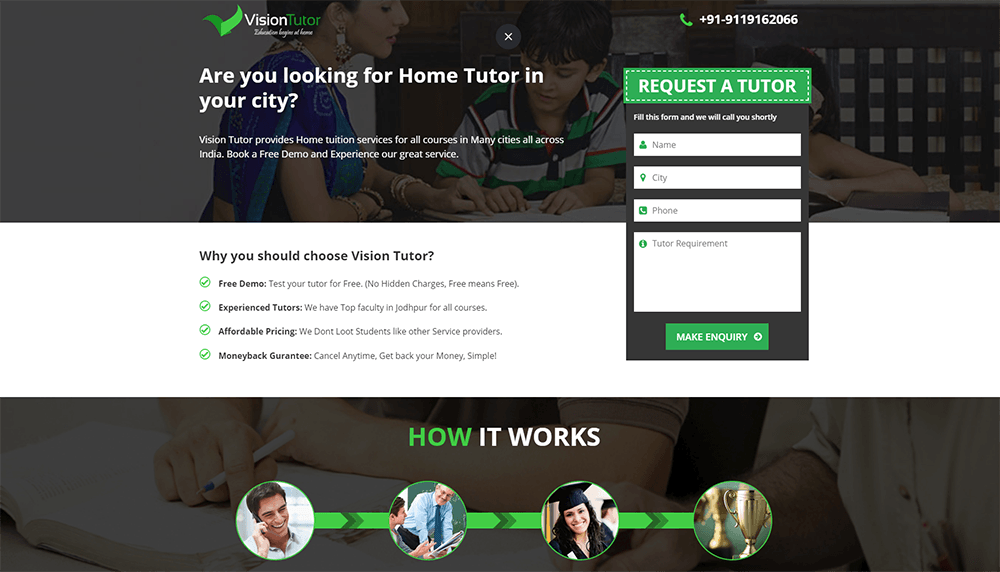 VisionTutor
Education begins at home
+91-9119162066
Are you looking for Home Tutor in
your city?
Vision Tutor provides Home tuition services for all courses in Many cities all across
India. Book a Free Demo and Experience our great service.
REQUEST A TUTOR
Fill this form and we will call you shortly
Name
City
Phone
Tutor Requirement
MAKE ENQUIRY
Why you should choose Vision Tutor?
Free Demo: Test your tutor for Free. (No Hidden Charges, Free means Free).
Experienced Tutors: We have Top faculty in Jodhpur for all courses.
Affordable Pricing: We Dont Loot Students like other Service providers.
Moneyback Gurantee: Cancel Anytime, Get back your Money, Simple!
HOW IT WORKS